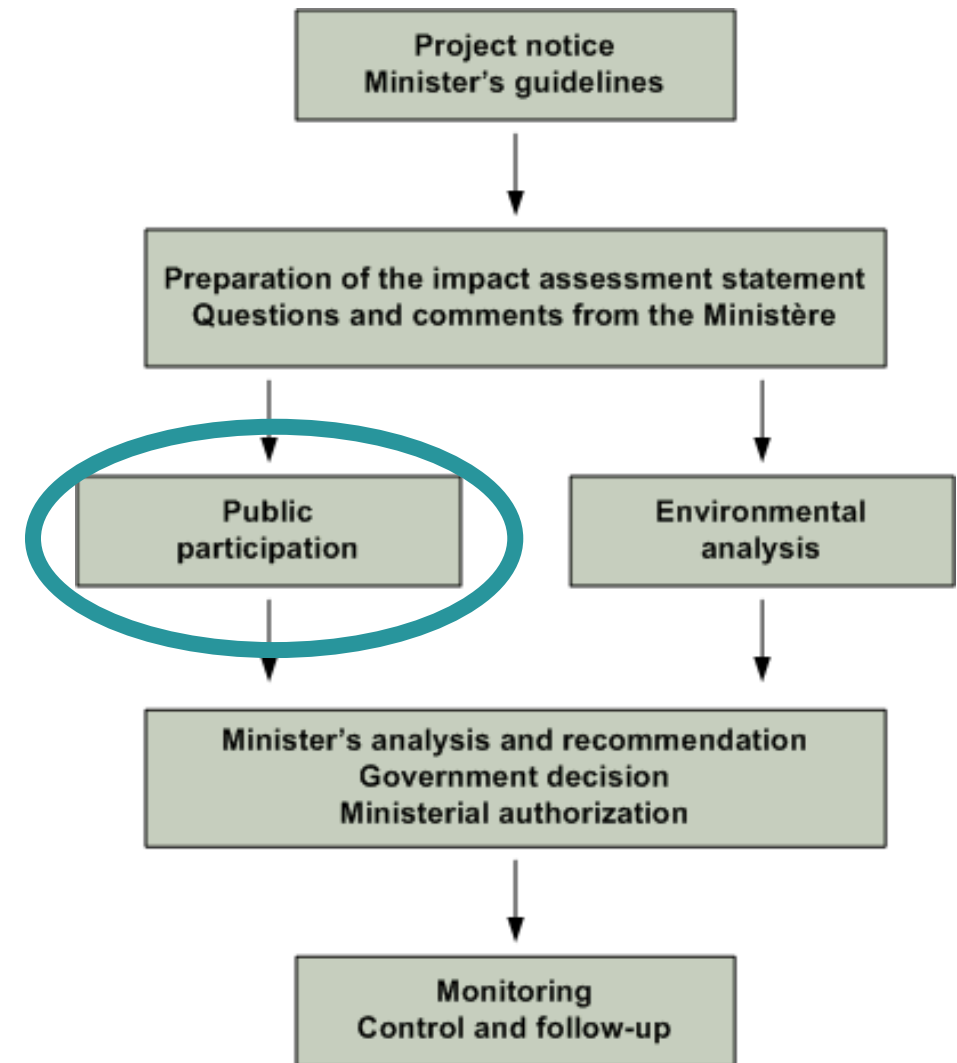 Project notice
Minister's guidelines
Preparation of the impact assessment statement
Questions and comments from the Ministère
Public
participation
Environmental
analysis
Minister's analysis and recommendation
Government decision
Ministerial authorization
Monitoring
Control and follow-up